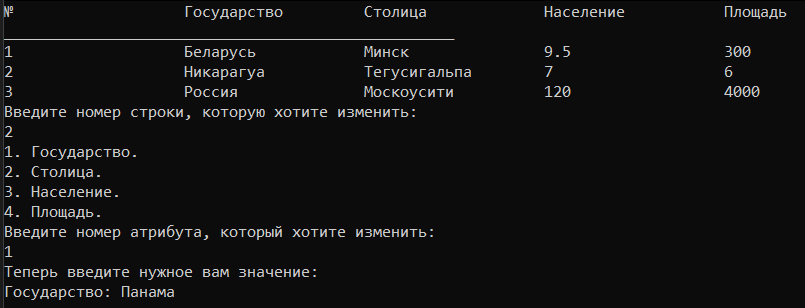 № Государство Столица Население Площадь
__________________________________________________
1 Беларусь Минск 9.5 300
2 Никарагуа Тегусигальпа 7 6
3 Россия Москоусити 120 4000
Введите номер строки, которую хотите изменить:
2
1. Государство.
2. Столица.
3. Население.
4. Площадь.
Введите номер атрибута, который хотите изменить:
1
Теперь введите нужное вам значение:
Государство: Панама